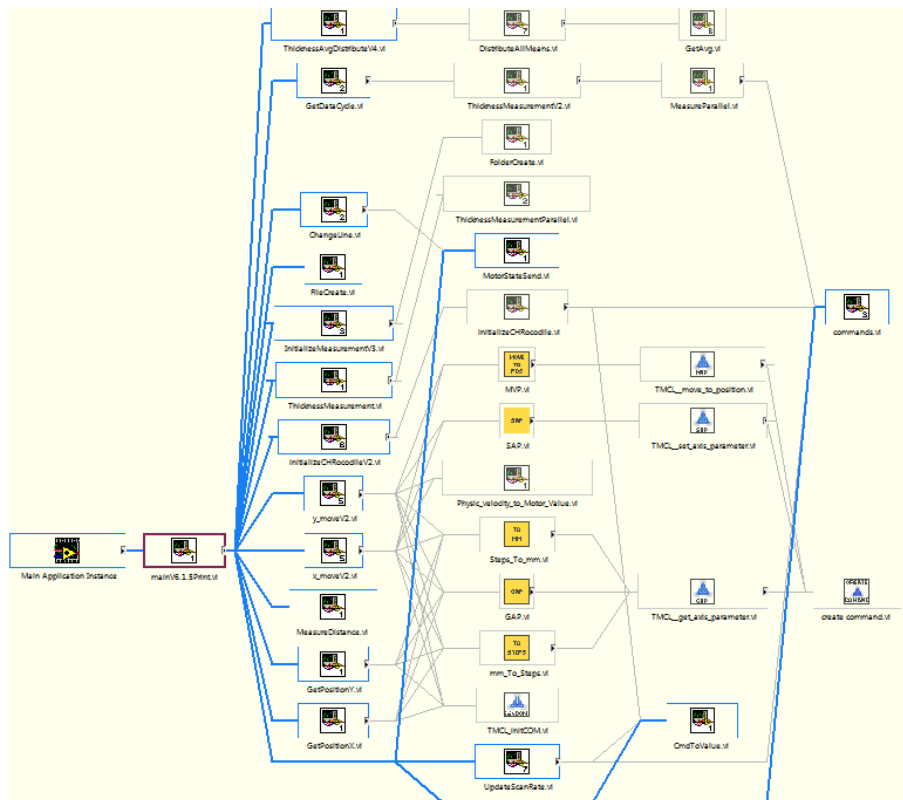 ThicknessAvgDistributeV4.vi
DistributeAllMeans.vi
GetAvg.vi
GetDataCycle.vi
ThicknessMeasurementV2.vi
MeasureParallel.vi
FolderCreate.vi
ThicknessMeasurementParallel.vi
ChangeLine.vi
MotorStateSend.vi
FileCreate.vi
InitializeMeasurementV3.vi
InitializeCHRocodile.vi
commands.vi
MOVE TO POS
MVP
MVP.vi
TMCL_move_to_position.vi
ThicknessMeasurement.vi
SAP
SAP.vi
TMCL_set_axis_parameter.vi
InitializeCHRocodileV2.vi
Physic_velocity_to_Motor_Value.vi
y_moveV2.vi
TO MM
Steps_To_mm.vi
Main Application Instance
mainV6.1.5Print.vi
x_moveV2.vi
GAP
GAP.vi
TMCL_get_axis_parameter.vi
CREATE COMMAND
create command.vi
MeasureDistance.vi
TO STEPS
mm_To_Steps.vi
GetPositionY.vi
TMCL_InitCOM.vi
GetPositionX.vi
CmdToValue.vi
UpdateScanRate.vi